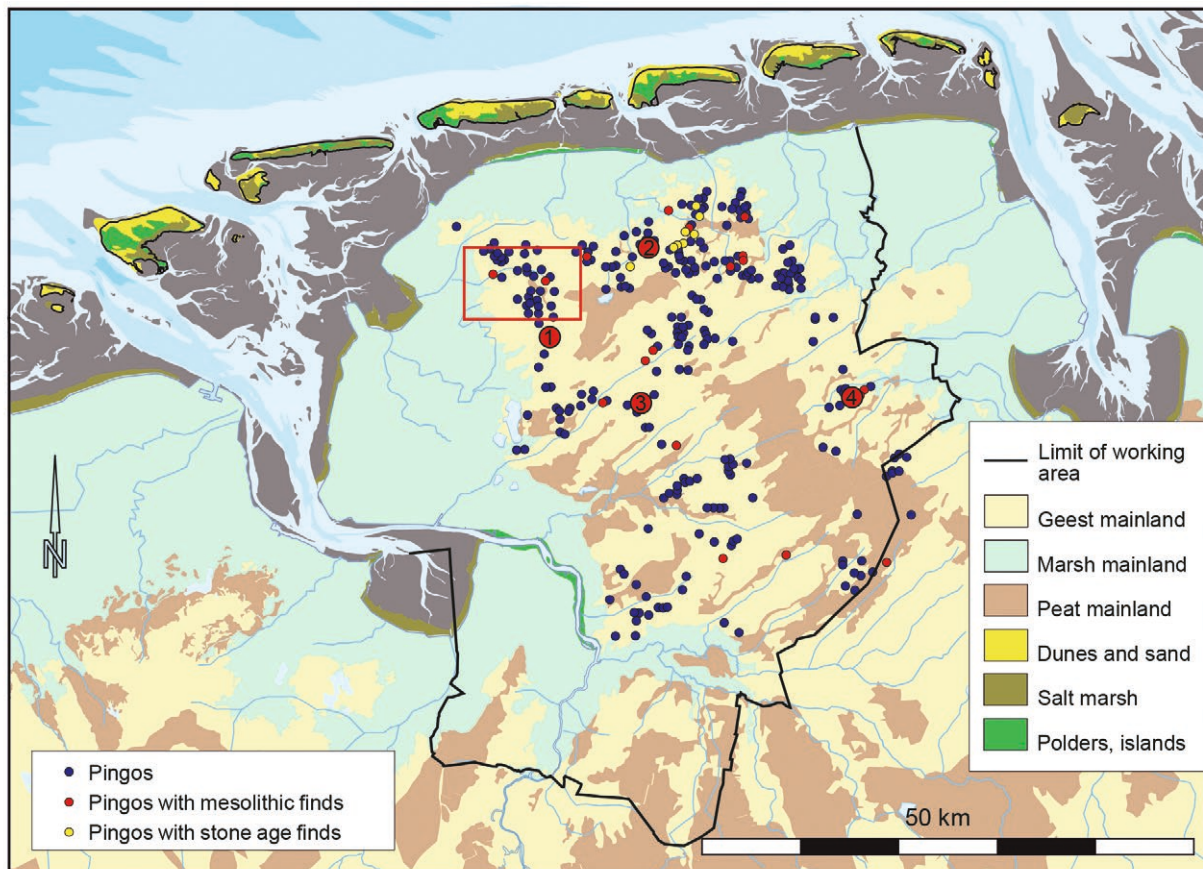 2
1
3
4
N
Limit of working
area
Geest mainland
Marsh mainland
Peat mainland
Dunes and sand
Salt marsh
Polders, islands
Pingos
Pingos with mesolithic finds
Pingos with stone age finds
50 km